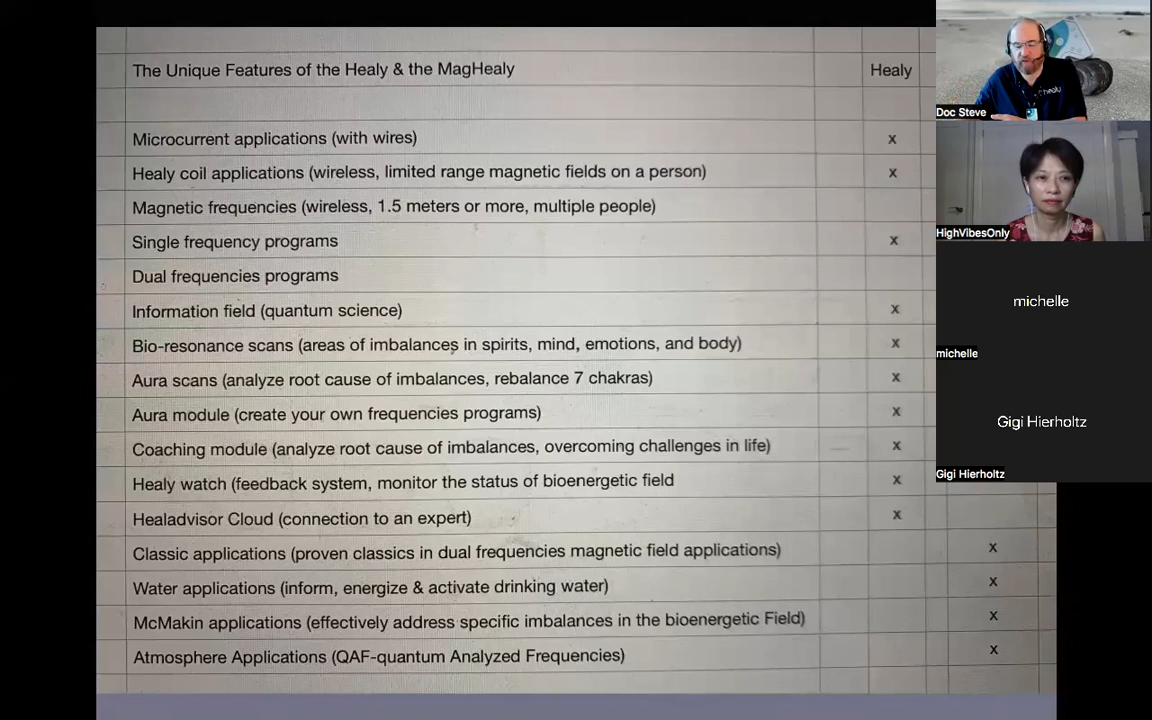 The Unique Features of the Healy & the MagHealy
Healy
Microcurrent applications (with wires)
x
Healy coil applications (wireless, limited range magnetic fields on a person)
x
Magnetic frequencies (wireless, 1.5 meters or more, multiple people)
Single frequency programs
x
Dual frequencies programs
Information field (quantum science)
x
Bio-resonance scans (areas of imbalances in spirits, mind, emotions, and body)
x
Aura scans (analyze root cause of imbalances, rebalance 7 chakras)
x
Aura module (create your own frequencies programs)
x
Coaching module (analyze root cause of imbalances, overcoming challenges in life)
x
Healy watch (feedback system, monitor the status of bioenergetic field
x
Healadvisor Cloud (connection to an expert)
x
Classic applications (proven classics in dual frequencies magnetic field applications)
x
Water applications (inform, energize & activate drinking water)
x
McMakin applications (effectively address specific imbalances in the bioenergetic Field)
x
Atmosphere Applications (QAF-quantum Analyzed Frequencies)
x
healy
Doc Steve
HighVibesOnly
michelle
michelle
Gigi Hierholtz
Gigi Hierholtz